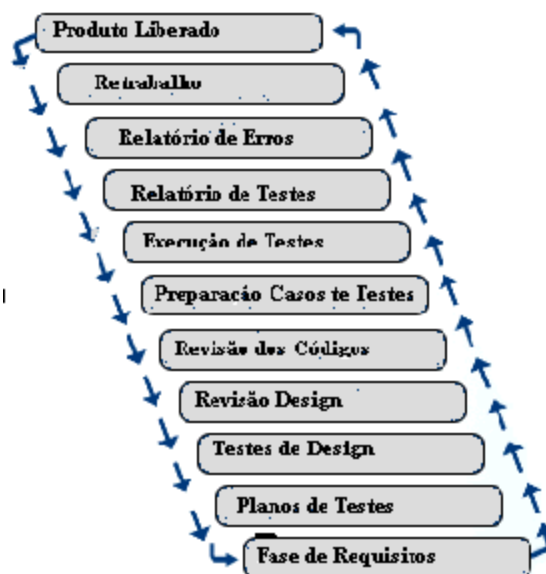 Produto Liberado
Retrabalho
Relatório de Erros
Relatório de Testes
Execução de Testes
Preparacão Casos te Testes
Revisão dos Códigos
Revisão Design
Testes de Design
Planos de Testes
Fase de Requisitos